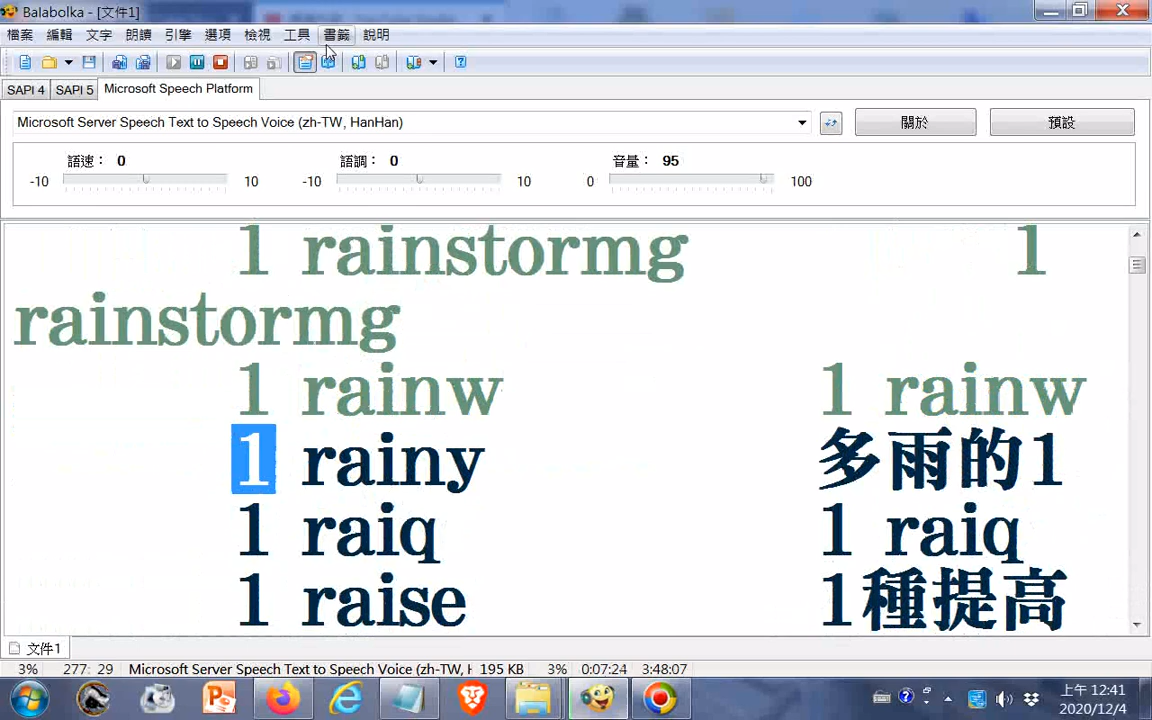 Balabolka - [文件1]
檔案 編輯 文字 朗讀 引擎 選項 檢視 工具 書籤 說明
SAPI 4 SAPI 5 Microsoft Speech Platform
Microsoft Server Speech Text to Speech Voice (zh-TW, HanHan) 關於 預設
語速： 0 語調： 0 音量： 95
-10 10 -10 10 0 100
1 rainstormg 1
rainstormg
1 rainw 1 rainw
1 rainy 多雨的1
1 raiq 1 raiq
1 raise 1種提高
文件1
3% 277: 29 Microsoft Server Speech Text to Speech Voice (zh-TW, H 195 KB 3% 0:07:24 3:48:07
上午 12:41
2020/12/4